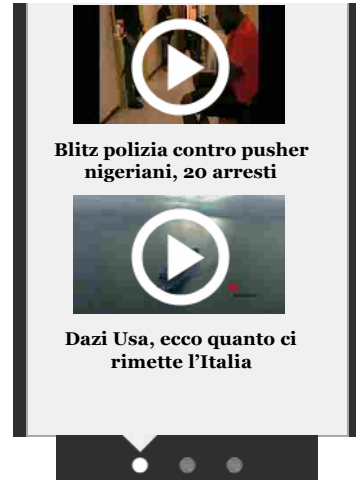 Blitz polizia contro pusher
nigeriani, 20 arresti
Dazi Usa, ecco quanto ci
rimette l’Italia